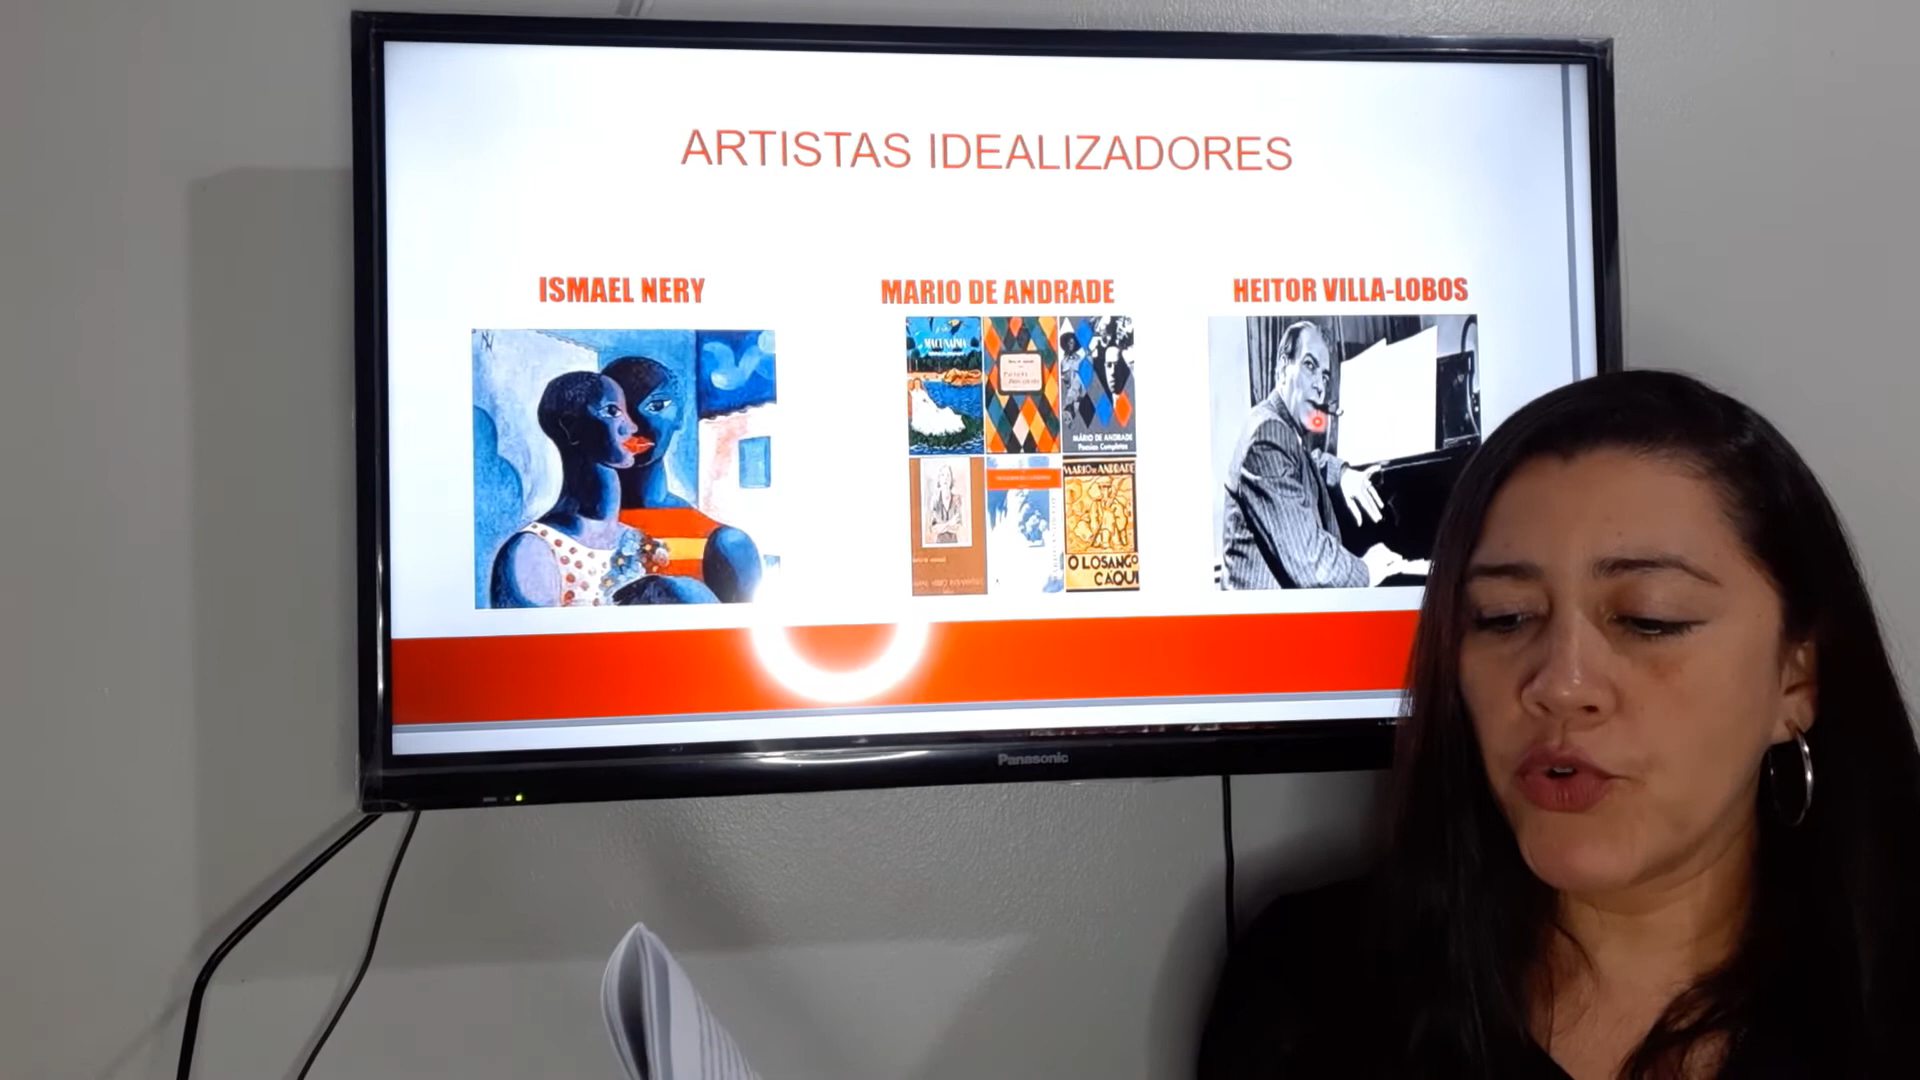 ARTISTAS IDEALIZADORES
ISMAEL NERY
MARIO DE ANDRADE
HEITOR VILLA-LOBOS
MACUNAÍMA
MÁRIO DE ANDRADE
Poesias Completas
MARIO DE ANDRADE
O LOSANGO
CÁQUI
Panasonic